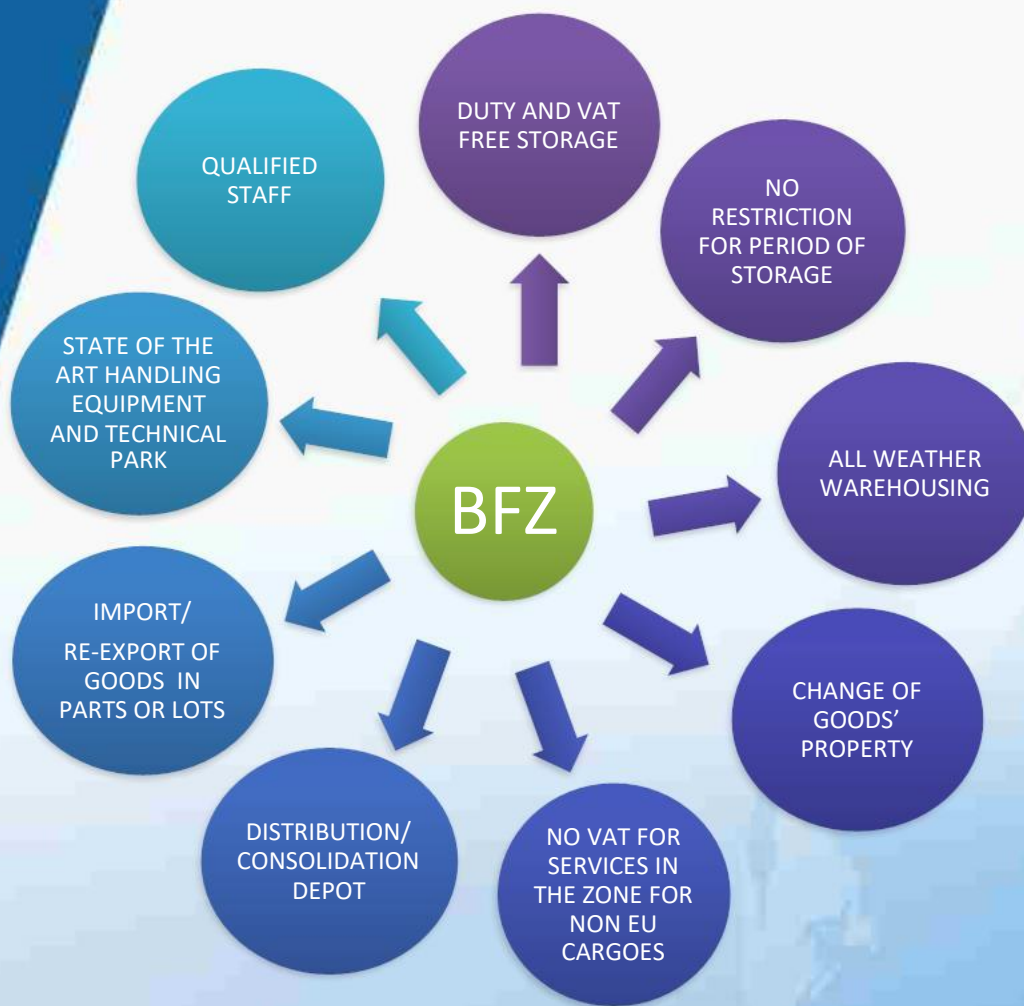 DUTY AND VAT
FREE STORAGE
NO
RESTRICTION
FOR PERIOD OF
STORAGE
ALL WEATHER
WAREHOUSING
CHANGE OF
GOODS’
PROPERTY
NO VAT FOR
SERVICES IN
THE ZONE FOR
NON EU
CARGOES
DISTRIBUTION/
CONSOLIDATION
DEPOT
IMPORT/
RE-EXPORT OF
GOODS IN
PARTS OR LOTS
STATE OF THE
ART HANDLING
EQUIPMENT
AND TECHNICAL
PARK
QUALIFIED
STAFF
BFZ